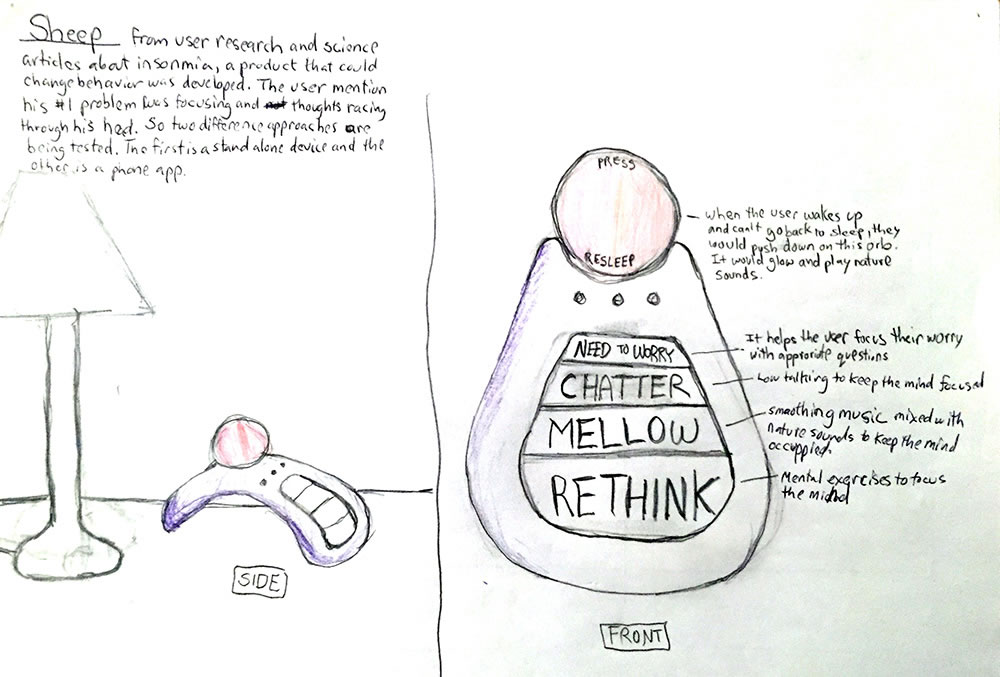 Sheep from user research and science
articles about insonmia, a product that could
change behavior was developed. The user mention
his #1 problem was focusing and thoughts racing
through his hed. So two difference approaches are
being tested. The first is a stand alone device and the
other is a phone app.
SIDE
PRESS
RESLEEP
when the user wakes up
and can't go back to sleep, they
would push down on this orb.
It would glow and play nature
sounds.
NEED TO WORRY
It helps the user focus their worry
with approriate questions
CHATTER
Low talking to keep the mind focused
MELLOW
smoothing music mixed with
nature sounds to keep the mind
occuppied.
RETHINK
Mental exercises to focus
the mind
FRONT